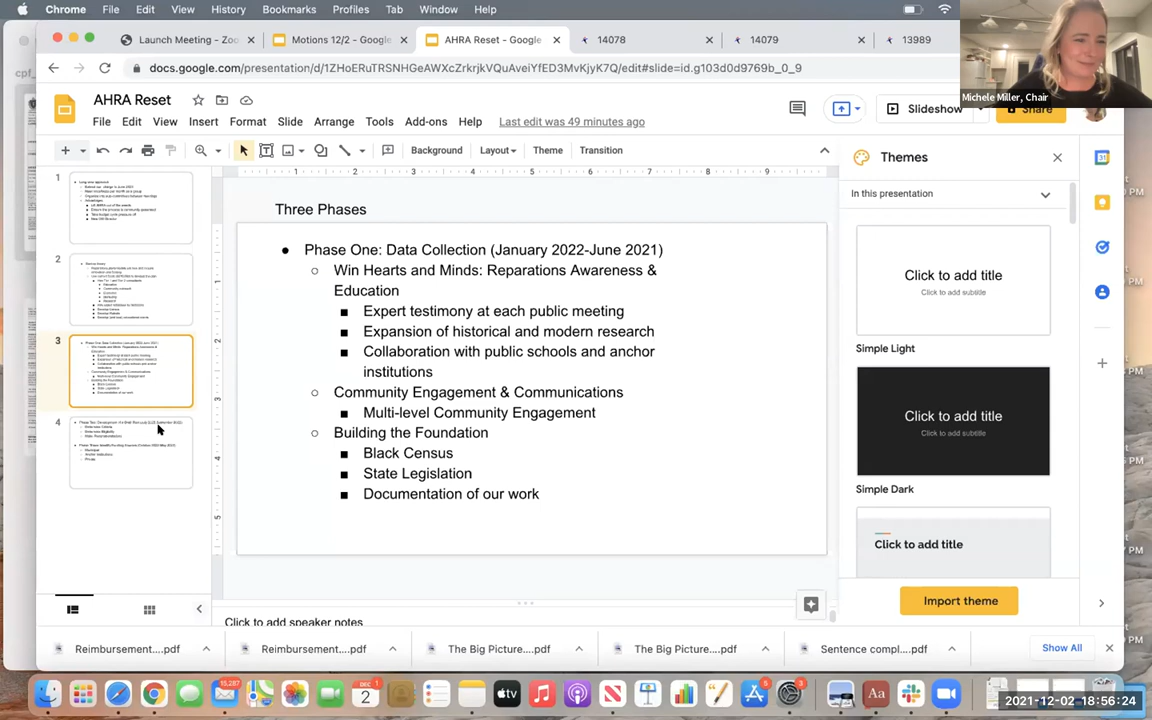 Chrome File Edit View History Bookmarks Profiles Tab Window Help
Launch Meeting - Zoo
Motions 12/2 - Google
AHRA Reset - Google
14078
14079
13989
docs.google.com/presentation/d/1ZHoERuTRSNHGeAWXcZrkrjkVQuAveiYfED3MvKjyK7Q/edit#slide=id.g103d0d9769b_0_9
Michele Miller, Chair
AHRA Reset
File Edit View Insert Format Slide Arrange Tools Add-ons Help Last edit was 49 minutes ago
Slideshow
Share
Background Layout Theme Transition
Themes
In this presentation
Click to add title
Click to add subtitle
Simple Light
Click to add title
Click to add subtitle
Simple Dark
Click to add title
Import theme
1
2
3
4
Three Phases
Phase One: Data Collection (January 2022-June 2021)
Win Hearts and Minds: Reparations Awareness &
Education
Expert testimony at each public meeting
Expansion of historical and modern research
Collaboration with public schools and anchor
institutions
Community Engagement & Communications
Multi-level Community Engagement
Building the Foundation
Black Census
State Legislation
Documentation of our work
Click to add speaker notes
Reimbursement....pdf
Reimbursement....pdf
The Big Picture....pdf
The Big Picture....pdf
Sentence compl....pdf
Show All
15,287
DEC
2
2021-12-02 18:56:24